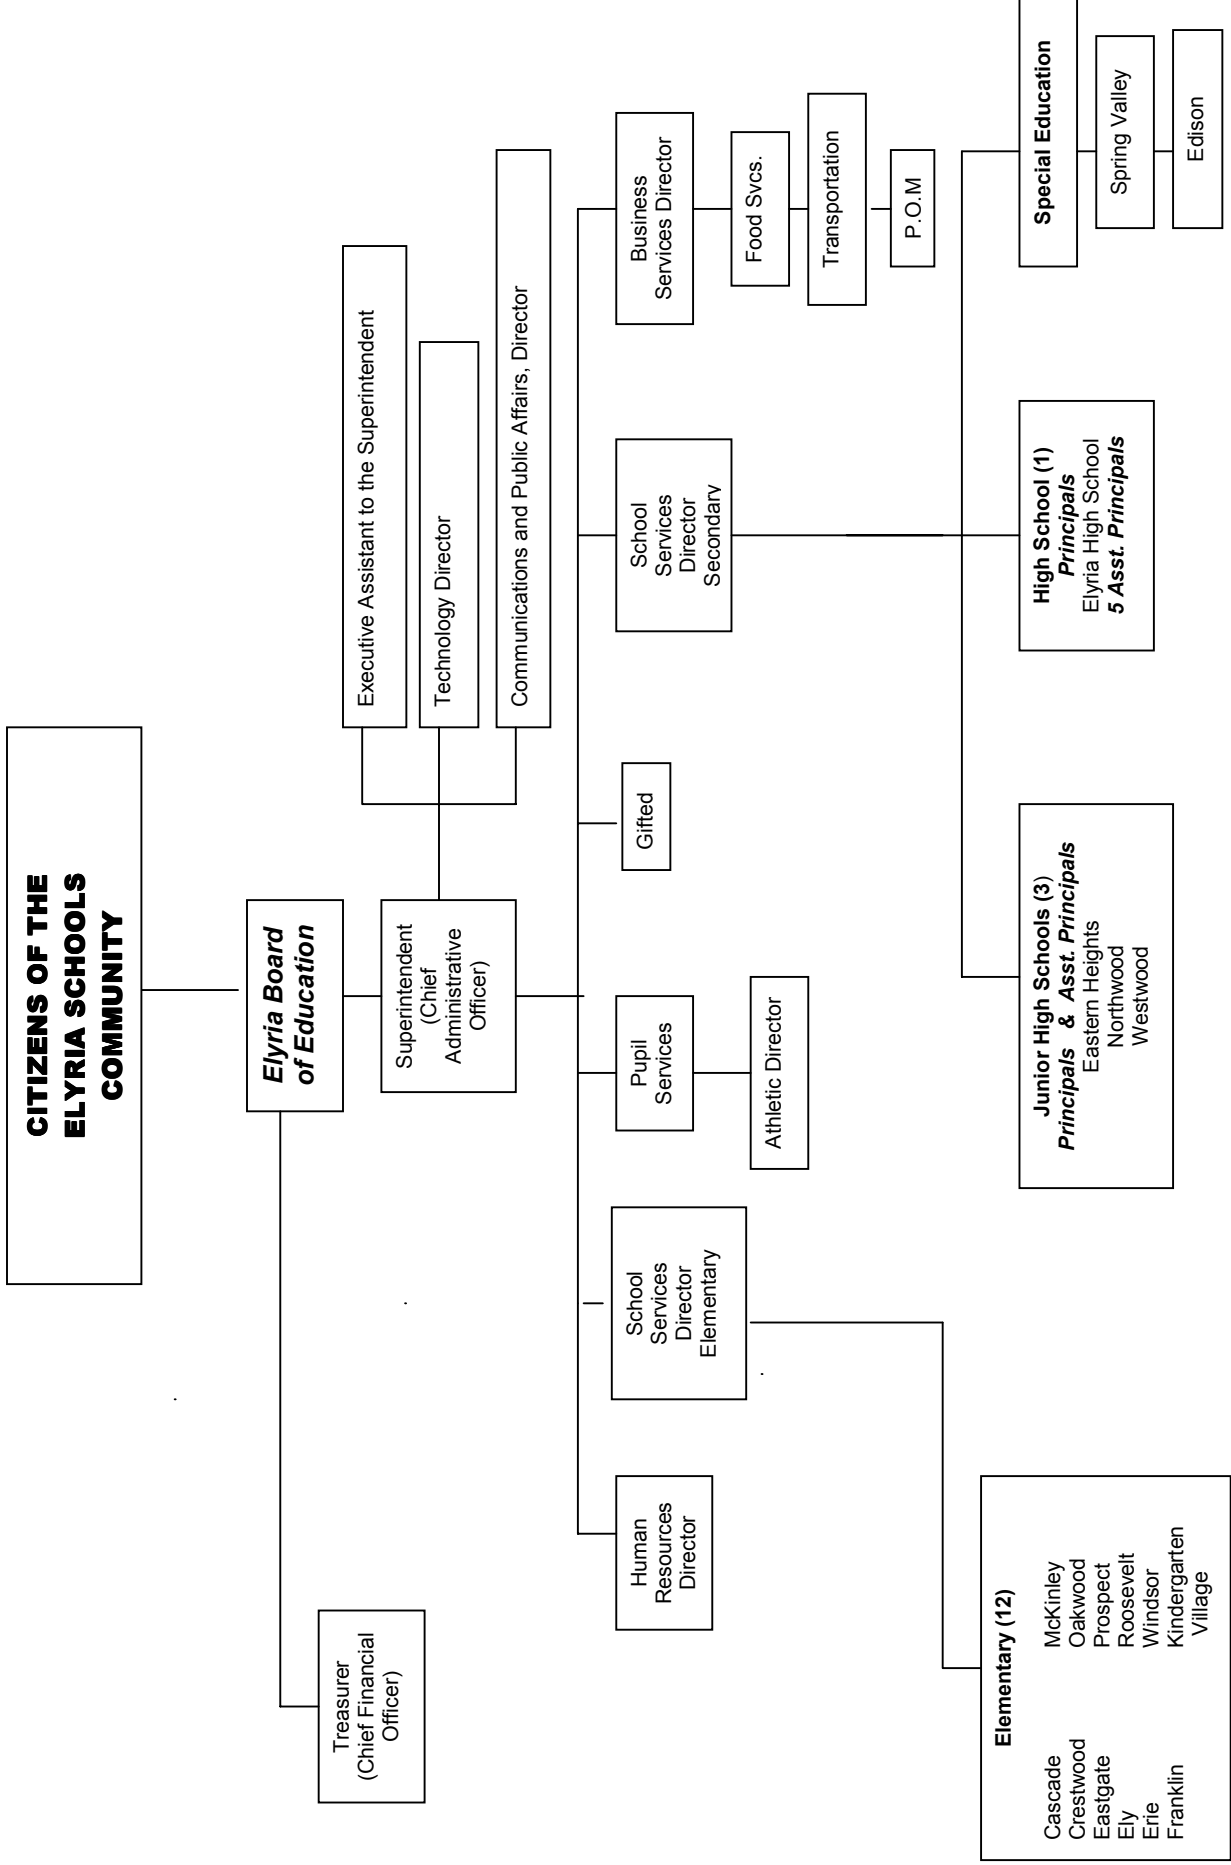 CITIZENS OF THE
ELYRIA SCHOOLS
COMMUNITY
Elyria Board
of Education
Treasurer
(Chief Financial
Officer)
Superintendent
(Chief
Administrative
Officer)
Executive Assistant to the Superintendent
Technology Director
Communications and Public Affairs, Director
Human
Resources
Director
School
Services
Director
Elementary
Pupil
Services
Athletic Director
Gifted
School
Services
Director
Secondary
Business
Services Director
Food Svcs.
Transportation
P.O.M
Elementary (12)
Cascade
Crestwood
Eastgate
Ely
Erie
Franklin
McKinley
Oakwood
Prospect
Roosevelt
Windsor
Kindergarten
Village
Junior High Schools (3)
Principals & Asst. Principals
Eastern Heights
Northwood
Westwood
High School (1)
Principals
Elyria High School
5 Asst. Principals
Special Education
Spring Valley
Edison